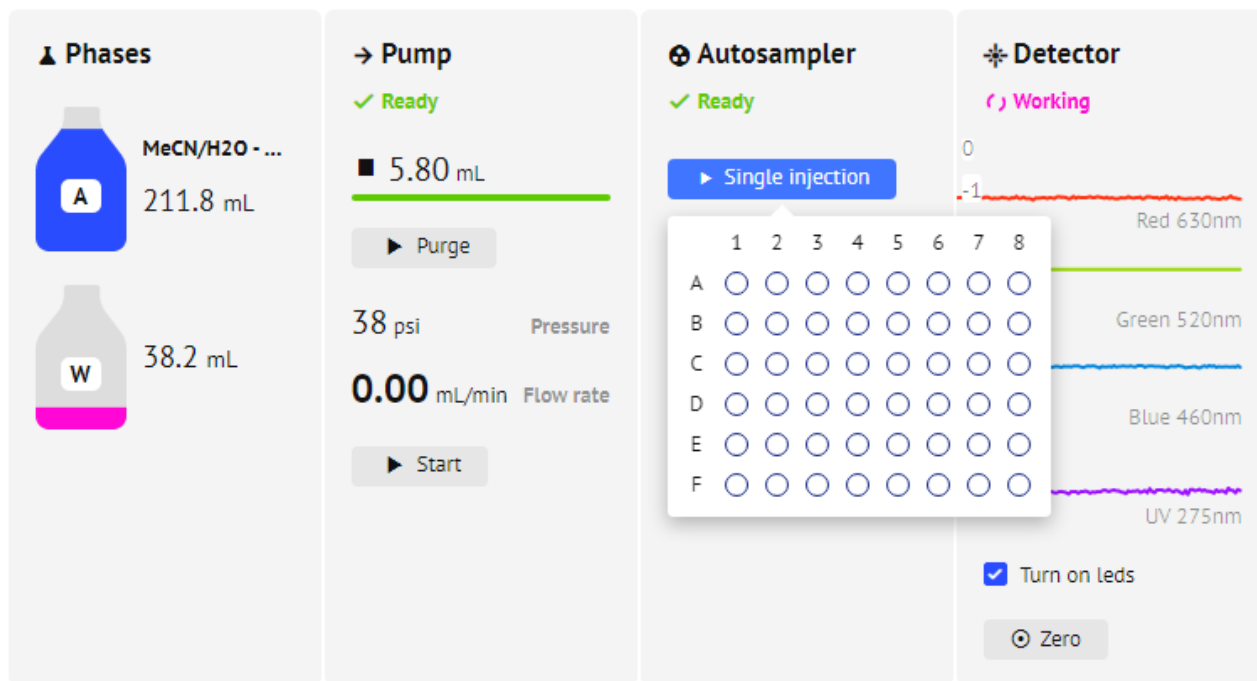 Phases
MeCN/H2O - ...
A
211.8 mL
W
38.2 mL
Pump
Ready
5.80 mL
Purge
38 psi Pressure
0.00 mL/min Flow rate
Start
Autosampler
Ready
Single injection
1 2 3 4 5 6 7 8
A
B
C
D
E
F
Detector
Working
0
-1
Red 630nm
Green 520nm
Blue 460nm
UV 275nm
Turn on leds
Zero